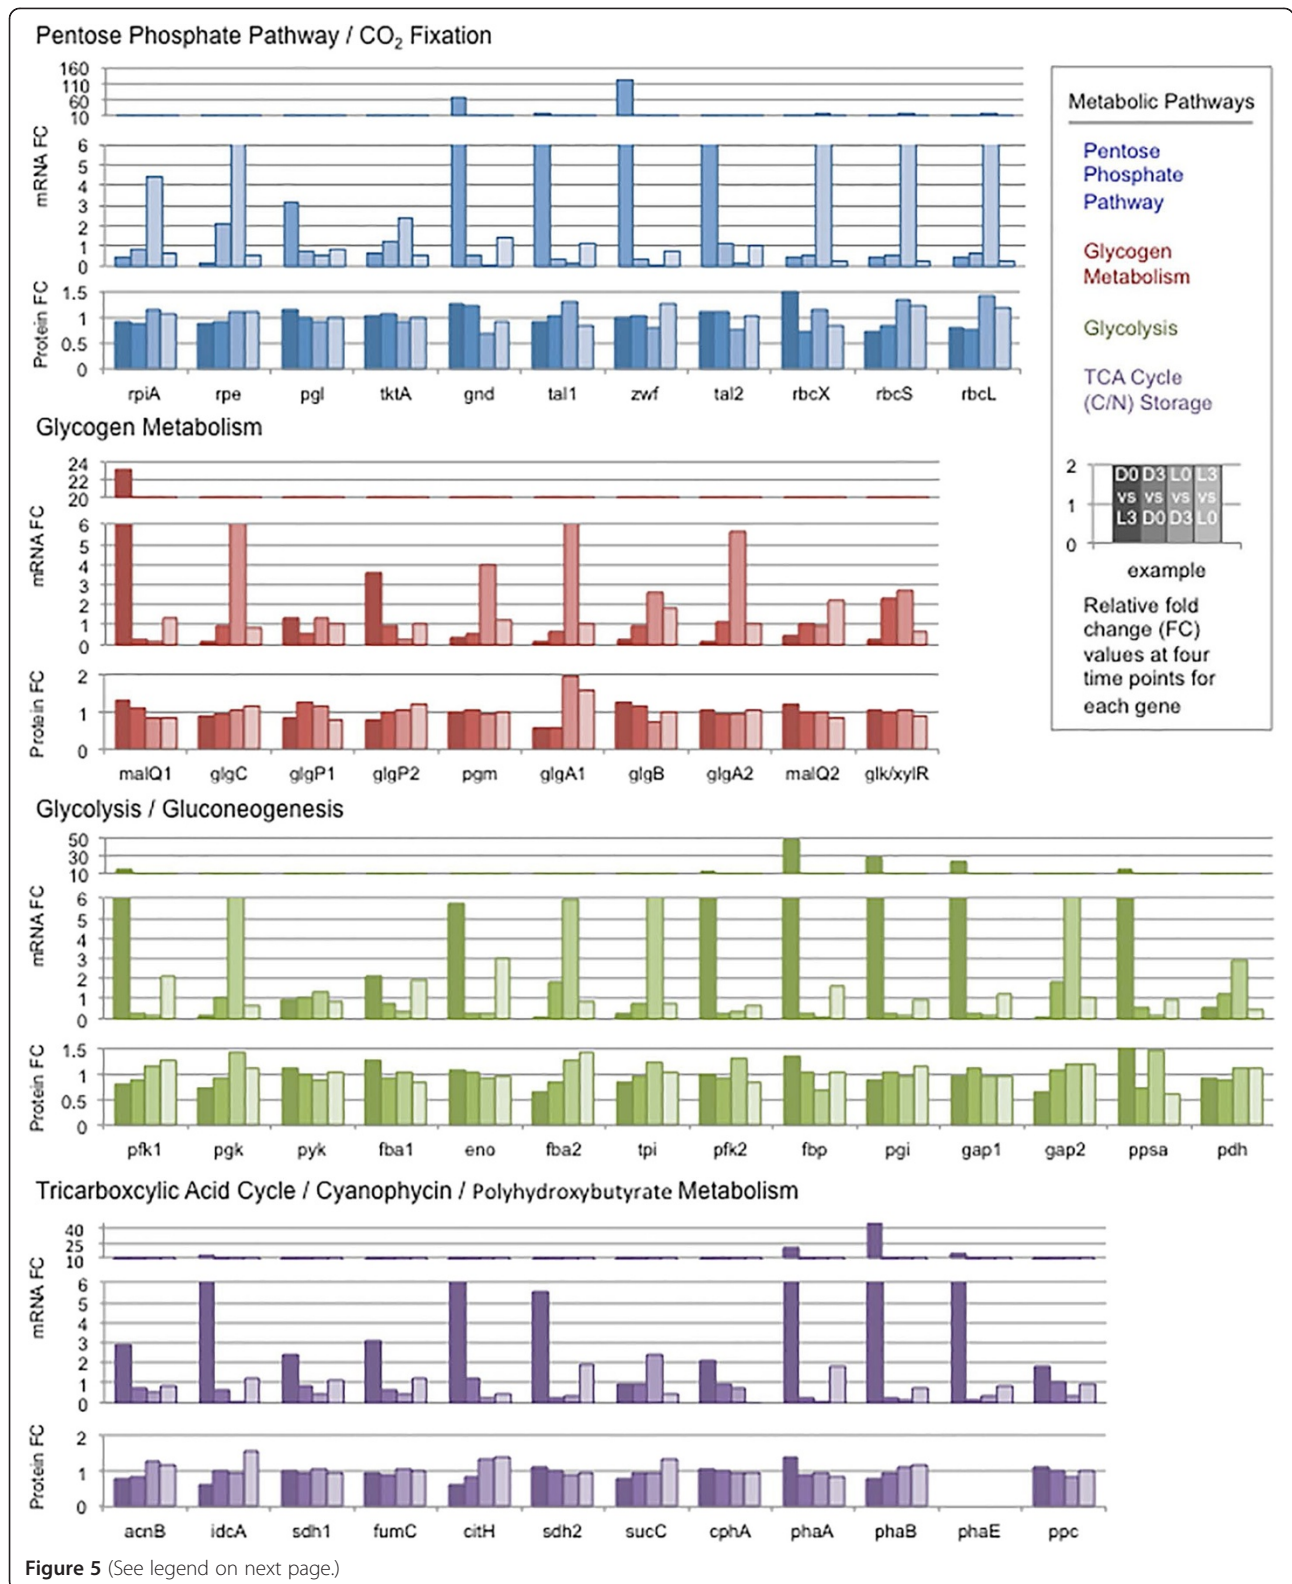 Pentose Phosphate Pathway / CO2 Fixation
160
110
60
10
mRNA FC
6
5
4
3
2
1
0
Protein FC
1.5
1
0.5
0
rpiA rpe pgl tktA gnd tal1 zwf tal2 rbcX rbcS rbcL
Metabolic Pathways
Pentose
Phosphate
Pathway
Glycogen
Metabolism
Glycolysis
TCA Cycle
(C/N) Storage
2
1
0
D0 D3 L0 L3
vs vs vs vs
L3 D0 D3 L0
example
Relative fold
change (FC)
values at four
time points for
each gene
Glycogen Metabolism
24
22
20
mRNA FC
6
5
4
3
2
1
0
Protein FC
2
1
0
malQ1 glgC glgP1 glgP2 pgm glgA1 glgB glgA2 malQ2 glk/xylR
Glycolysis / Gluconeogenesis
50
30
10
mRNA FC
6
5
4
3
2
1
0
Protein FC
1.5
1
0.5
0
pfk1 pgk pyk fba1 eno fba2 tpi pfk2 fbp pgi gap1 gap2 ppsa pdh
Tricarboxcylic Acid Cycle / Cyanophycin / Polyhydroxybutyrate Metabolism
40
25
10
mRNA FC
6
5
4
3
2
1
0
Protein FC
2
1
0
acnB idcA sdh1 fumC citH sdh2 sucC cphA phaA phaB phaE ppc
Figure 5 (See legend on next page.)